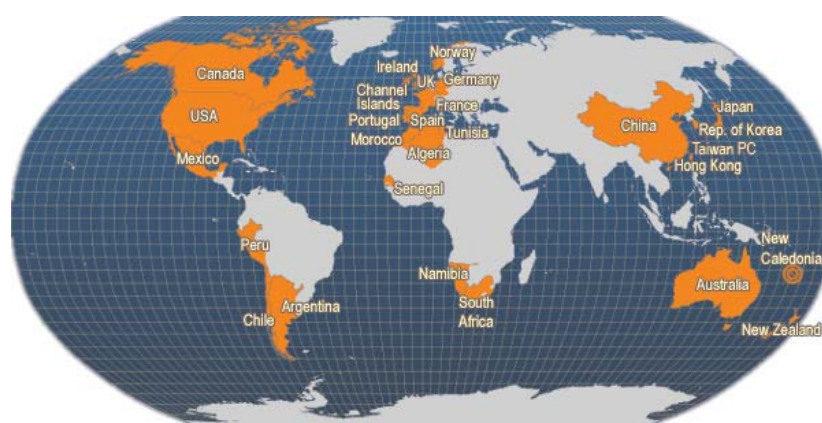 Canada
USA
Mexico
Peru
Chile
Argentina
Norway
Ireland
UK
Germany
Channel
Islands
France
Portugal
Spain
Morocco
Tunisia
Algeria
Senegal
Namibia
South
Africa
China
Japan
Rep. of Korea
Taiwan PC
Hong Kong
New
Caledonia
Australia
New Zealand